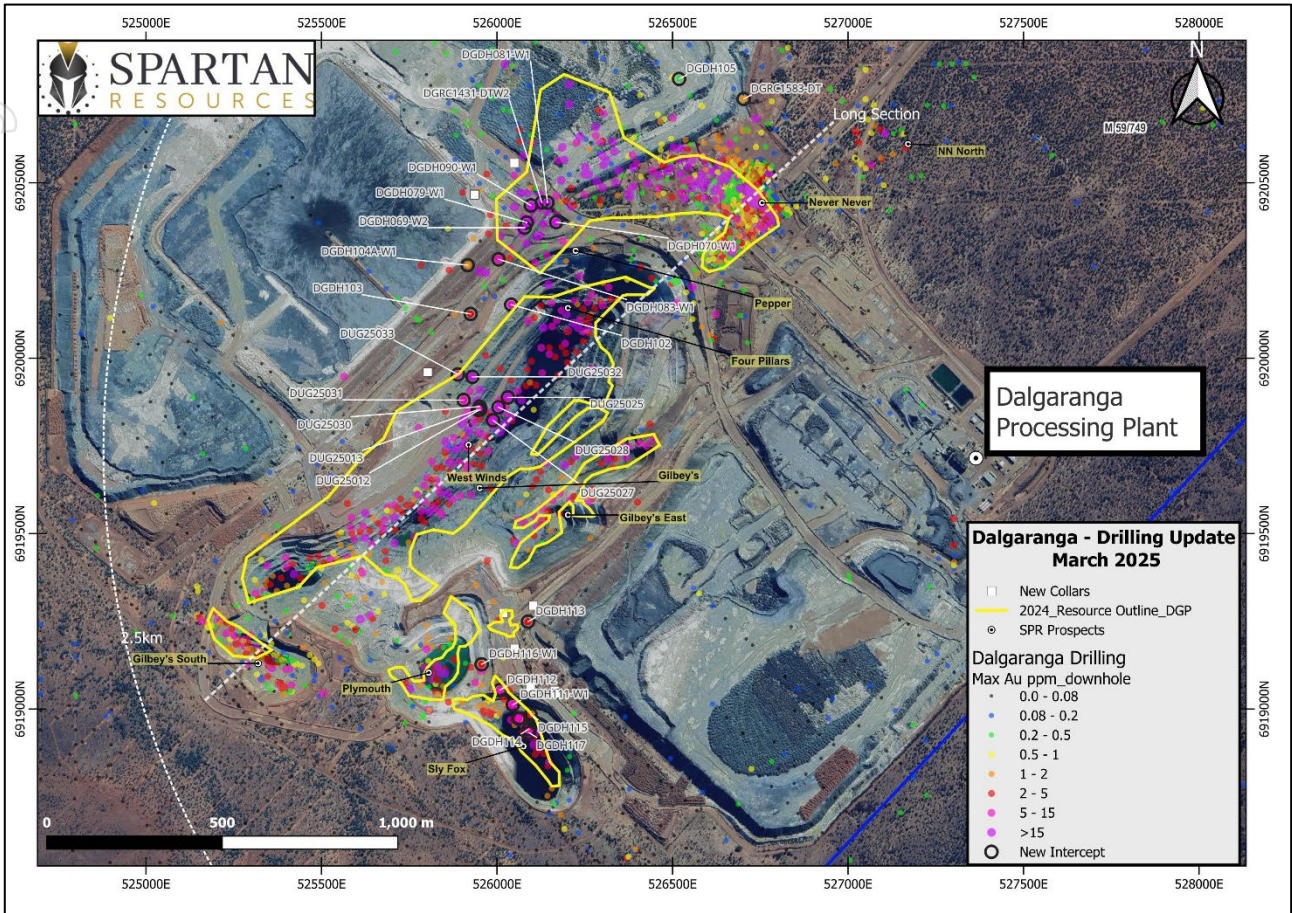 525000E
525500E
526000E
526500E
527000E
527500E
528000E
SPARTAN
RESOURCES
N
DGDH081-W1
DGRC1431-DTW2
DGDH105
DGRC1583-DT
Long Section
M 59/749
NN North
DGDH090-W1
DGDH079-W1
DGDH069-W2
Never Never
DGDH104A-W1
DGDH070-W1
DGDH103
DGDH083-W1
Pepper
DUG25033
DGDH102
Four Pillars
DUG25031
DUG25032
DUG25030
DUG25025
DUG25013
DUG25028
DUG25012
West Winds
Gilbey's
DUG25027
Gilbey's East
Dalgaranga
Processing Plant
2.5km
Gilbey's South
DGDH113
DGDH116-W1
Plymouth
DGDH112
DGDH111-W1
DGDH115
DGDH114
DGDH117
Sly Fox
0
500
1,000 m
Dalgaranga - Drilling Update
March 2025
New Collars
2024_Resource Outline_DGP
SPR Prospects
Dalgaranga Drilling
Max Au ppm_downhole
0.0 - 0.08
0.08 - 0.2
0.2 - 0.5
0.5 - 1
1 - 2
2 - 5
5 - 15
>15
New Intercept
6920500N
6920000N
6919500N
6919000N
6920500N
6920000N
6919500N
6919000N
525000E
525500E
526000E
526500E
527000E
527500E
528000E